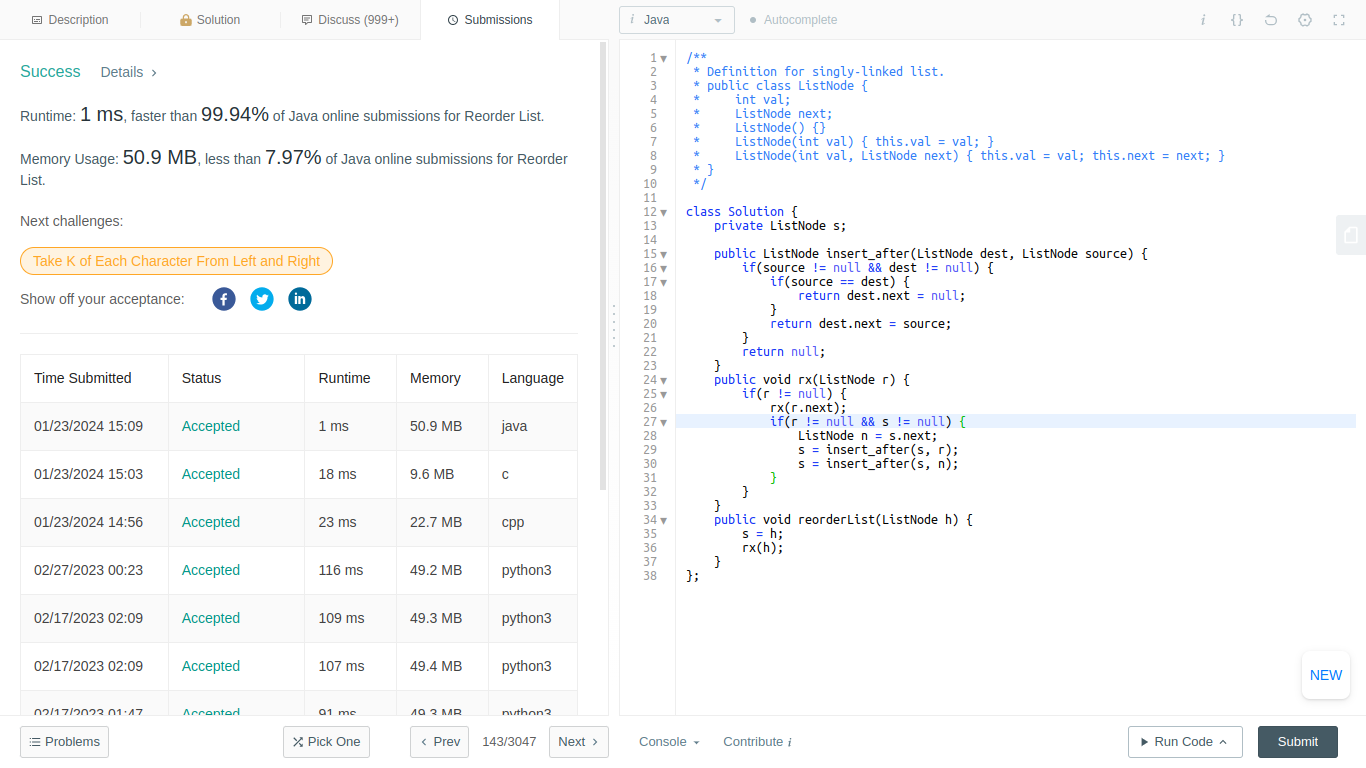 Description
Solution
Discuss (999+)
Submissions
i Java
Autocomplete
i {}
Success Details
Runtime: 1 ms, faster than 99.94% of Java online submissions for Reorder List.
Memory Usage: 50.9 MB, less than 7.97% of Java online submissions for Reorder
List.
Next challenges:
Take K of Each Character From Left and Right
Show off your acceptance: f in
Time Submitted Status Runtime Memory Language
01/23/2024 15:09 Accepted 1 ms 50.9 MB java
01/23/2024 15:03 Accepted 18 ms 9.6 MB c
01/23/2024 14:56 Accepted 23 ms 22.7 MB cpp
02/27/2023 00:23 Accepted 116 ms 49.2 MB python3
02/17/2023 02:09 Accepted 109 ms 49.3 MB python3
02/17/2023 02:09 Accepted 107 ms 49.4 MB python3
02/17/2023 01:47 Accepted 91 ms 49.3 MB python3
1 /**
2  * Definition for singly-linked list.
3  * public class ListNode {
4  *     int val;
5  *     ListNode next;
6  *     ListNode() {}
7  *     ListNode(int val) { this.val = val; }
8  *     ListNode(int val, ListNode next) { this.val = val; this.next = next; }
9  * }
10  */
11
12 class Solution {
13     private ListNode s;
14
15     public ListNode insert_after(ListNode dest, ListNode source) {
16         if(source != null && dest != null) {
17             if(source == dest) {
18                 return dest.next = null;
19             }
20             return dest.next = source;
21         }
22         return null;
23     }
24     public void rx(ListNode r) {
25         if(r != null) {
26             rx(r.next);
27             if(r != null && s != null) {
28                 ListNode n = s.next;
29                 s = insert_after(s, r);
30                 s = insert_after(s, n);
31             }
32         }
33     }
34     public void reorderList(ListNode h) {
35         s = h;
36         rx(h);
37     }
38 };
NEW
Problems
Pick One
Prev
143/3047
Next
Console
Contribute i
Run Code
Submit